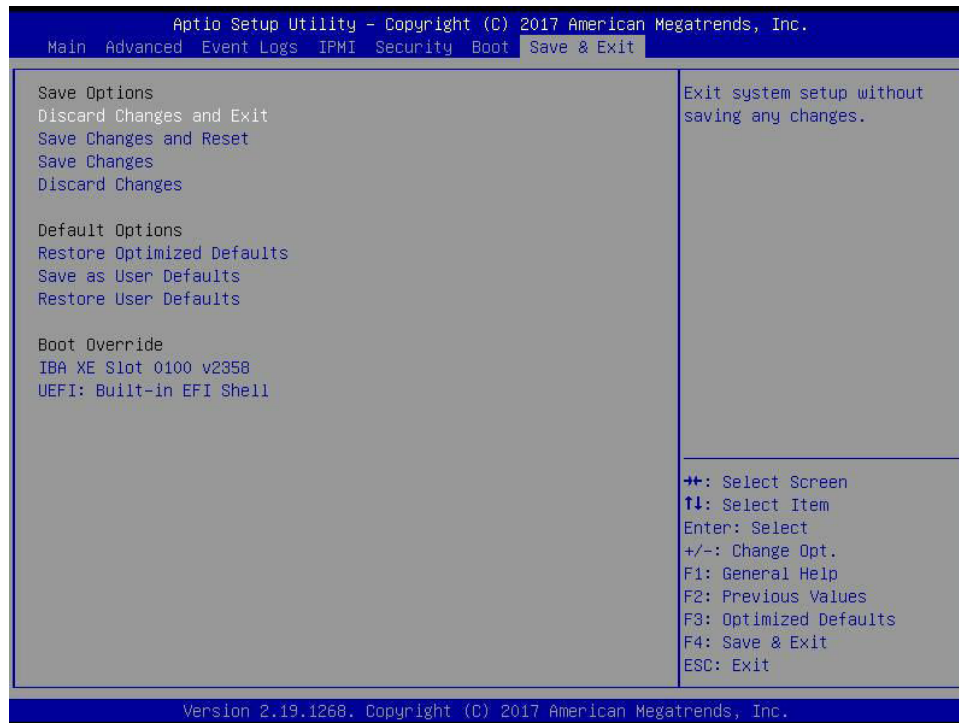 Aptio Setup Utility – Copyright (C) 2017 American Megatrends, Inc.
Main Advanced Event Logs IPMI Security Boot Save & Exit
Save Options
Discard Changes and Exit
Save Changes and Reset
Save Changes
Discard Changes
Default Options
Restore Optimized Defaults
Save as User Defaults
Restore User Defaults
Boot Override
IBA XE Slot 0100 v2358
UEFI: Built-in EFI Shell
Exit system setup without
saving any changes.
→←: Select Screen
↑↓: Select Item
Enter: Select
+/-: Change Opt.
F1: General Help
F2: Previous Values
F3: Optimized Defaults
F4: Save & Exit
ESC: Exit
Version 2.19.1268. Copyright (C) 2017 American Megatrends, Inc.